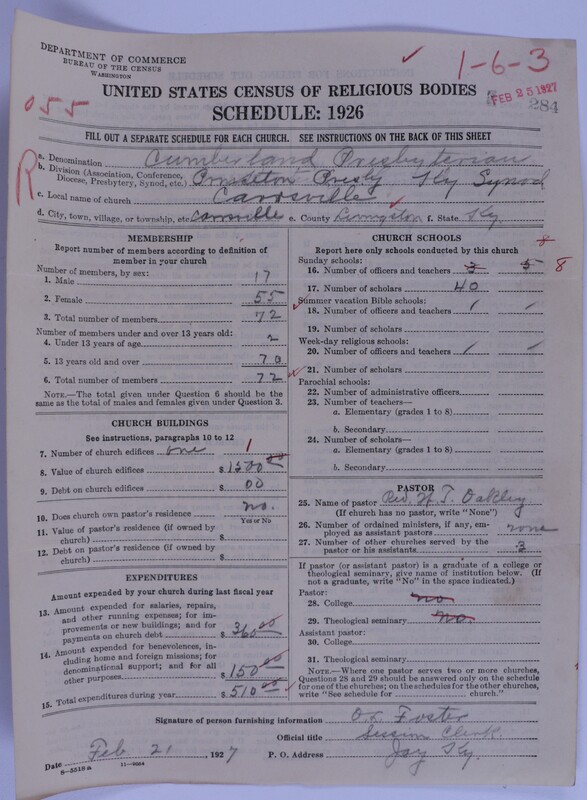 DEPARTMENT OF COMMERCE
BUREAU OF THE CENSUS
WASHINGTON
1-6-3
FEB 25 1927
284
055
UNITED STATES CENSUS OF RELIGIOUS BODIES
SCHEDULE: 1926
FILL OUT A SEPARATE SCHEDULE FOR EACH CHURCH. SEE INSTRUCTIONS ON THE BACK OF THIS SHEET
R
a. Denomination Cumberland Presbyterian
b. Division (Association, Conference, Diocese, Presbytery, Synod, etc.) Princeton Presby Ky Synod
c. Local name of church Carrsville
d. City, town, village, or township, etc Carrsville e. County Livingston f. State Ky.
MEMBERSHIP
Report number of members according to definition of
member in your church
Number of members, by sex:
1. Male 17
2. Female 55
3. Total number of members 72
Number of members under and over 13 years old:
4. Under 13 years of age 2
5. 13 years old and over 70
6. Total number of members 72
NOTE.—The total given under Question 6 should be
the same as the total of males and females given under Question 3.
CHURCH BUILDINGS
See instructions, paragraphs 10 to 12
7. Number of church edifices one 1
8. Value of church edifices $1500 00
9. Debt on church edifices $ 00
10. Does church own pastor's residence? no.
Yes or No
11. Value of pastor's residence (if owned by
church) $
12. Debt on pastor's residence (if owned by
church) $
EXPENDITURES
Amount expended by your church during last fiscal year
13. Amount expended for salaries, repairs,
and other running expenses; for im-
provements or new buildings; and for
payments on church debt $360 00
14. Amount expended for benevolences, in-
cluding home and foreign missions; for
denominational support; and for all
other purposes $150 00
15. Total expenditures during year $510 00
CHURCH SCHOOLS
Report here only schools conducted by this church
Sunday schools:
16. Number of officers and teachers 3 5 8 8
17. Number of scholars 40
Summer vacation Bible schools:
18. Number of officers and teachers
19. Number of scholars
Week-day religious schools:
20. Number of officers and teachers
21. Number of scholars
Parochial schools:
22. Number of administrative officers
23. Number of teachers—
a. Elementary (grades 1 to 8)
b. Secondary
24. Number of scholars—
a. Elementary (grades 1 to 8)
b. Secondary
PASTOR
25. Name of pastor Rev. W. T. Oakley
(If church has no pastor, write "None")
26. Number of ordained ministers, if any, em-
ployed as assistant pastors none
27. Number of other churches served by the
pastor or his assistants 3
If pastor (or assistant pastor) is a graduate of a college or
theological seminary, give name of institution below. (If
not a graduate, write "No" in the space indicated.)
Pastor:
28. College no
29. Theological seminary no
Assistant pastor:
30. College
31. Theological seminary
NOTE.—Where one pastor serves two or more churches,
Questions 28 and 29 should be answered only on the schedule
for one of the churches; on the schedules for the other churches,
write "See schedule for church."
Signature of person furnishing information O. L. Foster
Official title Session Clerk
Date Feb. 21, 1927 P. O. Address Joy Ky.
8-5518 a 11-9094